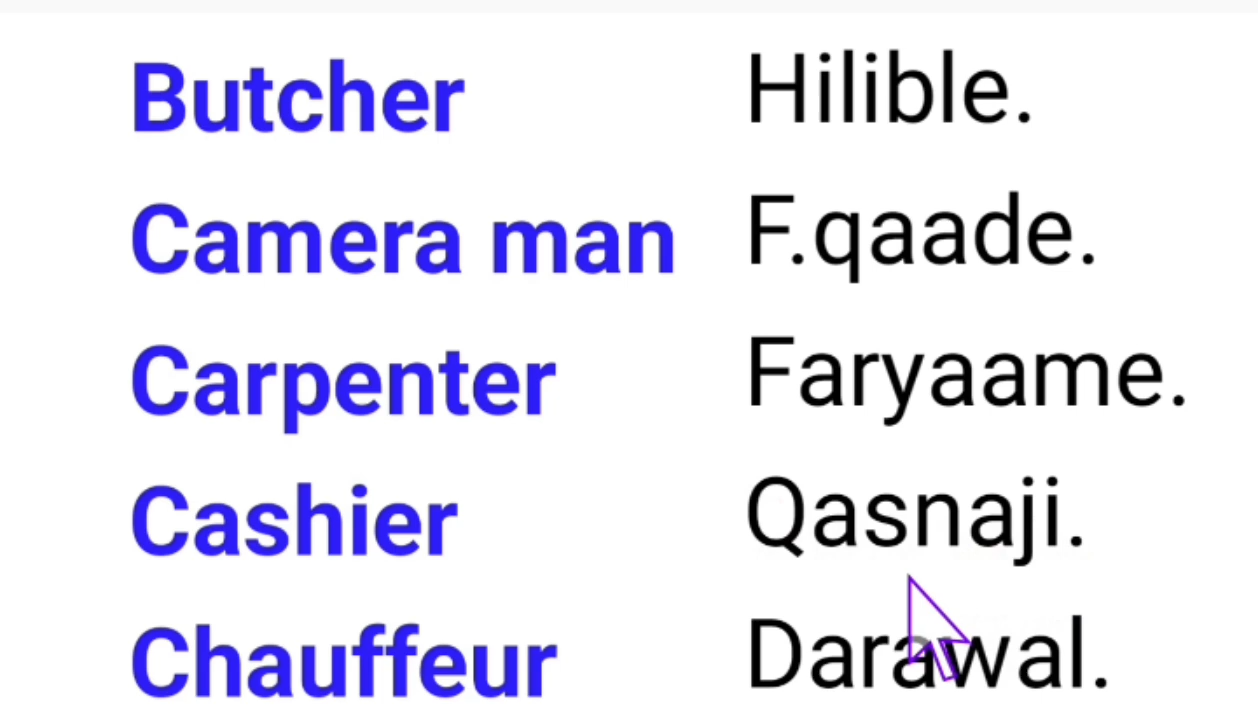 Butcher Hilible.
Camera man F.qaade.
Carpenter Faryaame.
Cashier Qasnaji.
Chauffeur Darawal.